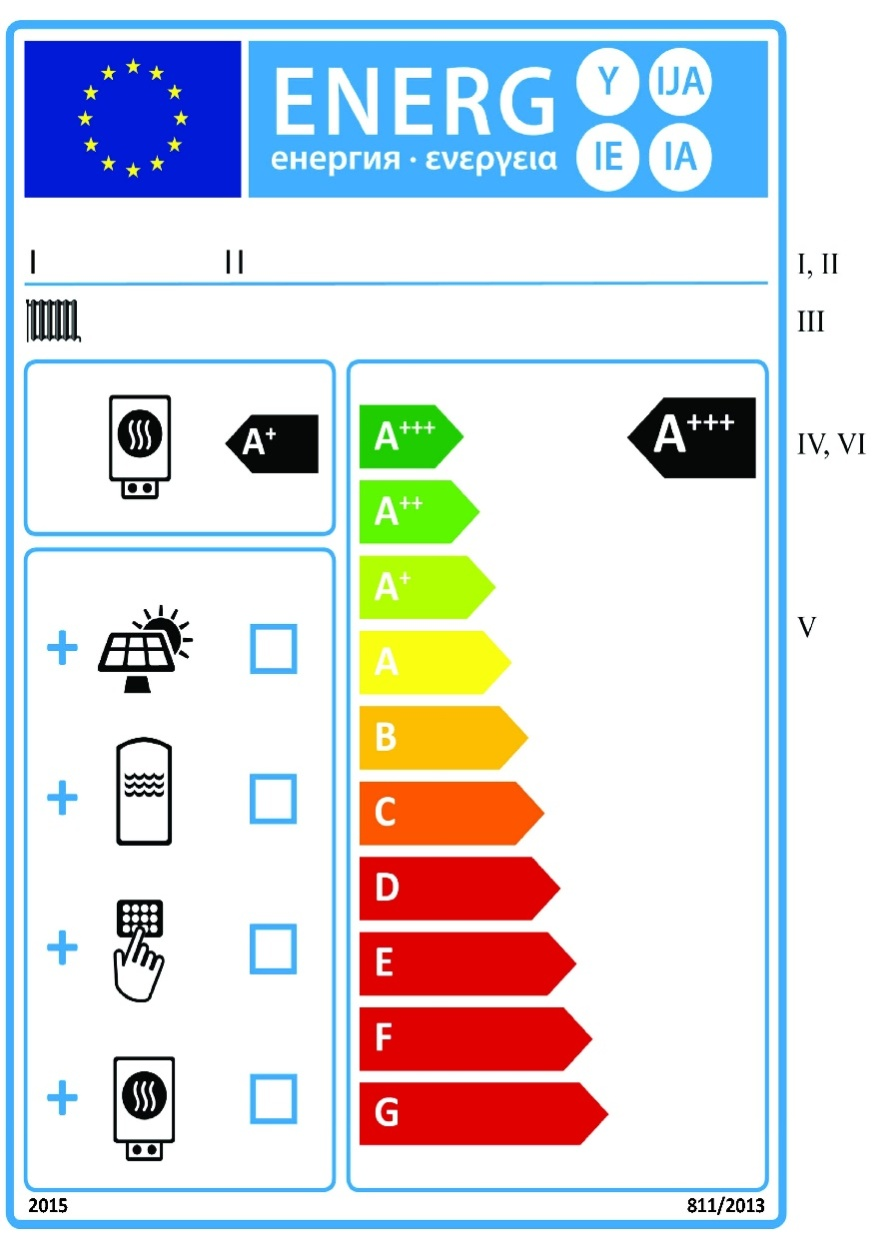 ENERG Y IJA
енергия · ενεργεια IE IA
I II I, II
III
A+ A+++ A+++ IV, VI
A++
A+
+ A V
B
+ C
D
+ E
F
+ G
2015 811/2013